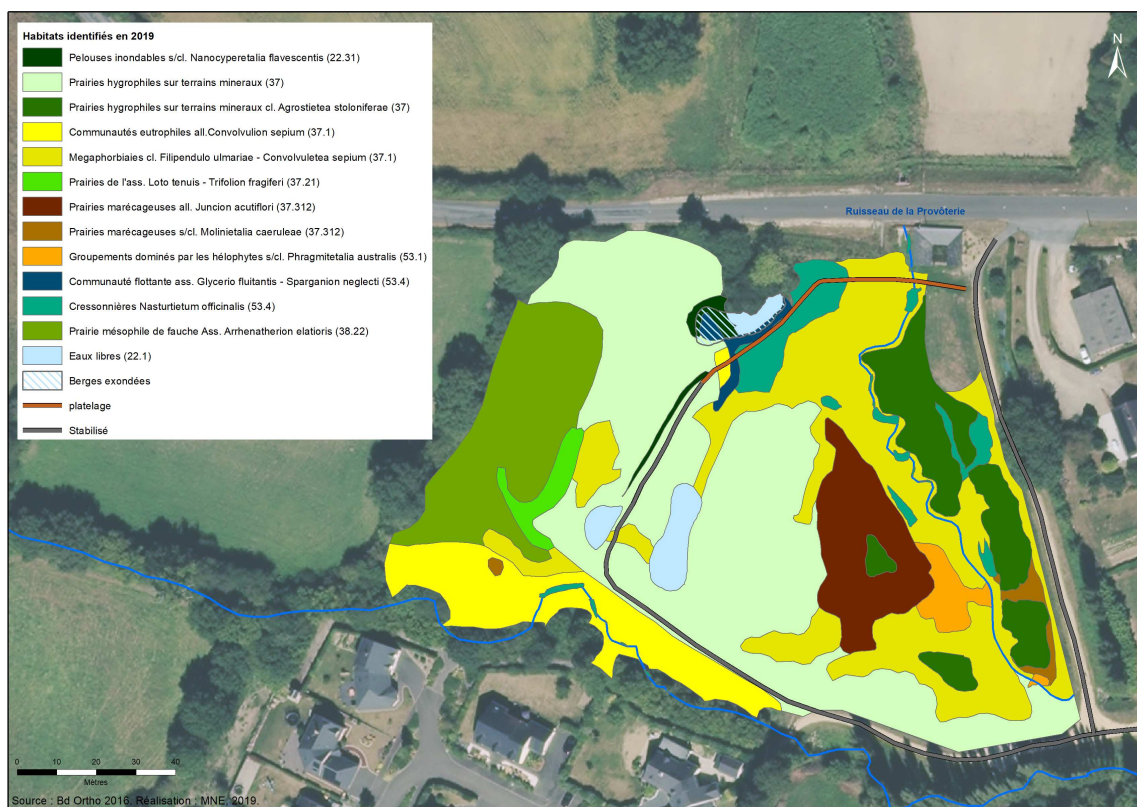 Habitats identifiés en 2019
Pelouses inondables s/cl. Nanocyperetalia flavescentis (22.31)
Prairies hygrophiles sur terrains mineraux (37)
Prairies hygrophiles sur terrains mineraux cl. Agrostietea stoloniferae (37)
Communautés eutrophiles all.Convolvulion sepium (37.1)
Megaphorbiaies cl. Filipendulo ulmariae - Convolvuletea sepium (37.1)
Prairies de l'ass. Loto tenuis - Trifolion fragiferi (37.21)
Prairies marécageuses all. Juncion acutiflori (37.312)
Prairies marécageuses s/cl. Molinietalia caeruleae (37.312)
Groupements dominés par les hélophytes s/cl. Phragmitetalia australis (53.1)
Communauté flottante ass. Glycerio fluitantis - Sparganion neglecti (53.4)
Cressonnières Nasturtietum officinalis (53.4)
Prairie mésophile de fauche Ass. Arrhenatherion elatioris (38.22)
Eaux libres (22.1)
Berges exondées
platelage
Stabilisé
N
Ruisseau de la Provôterie
0 10 20 30 40
Mètres
Source : Bd Ortho 2016. Réalisation : MNE, 2019.